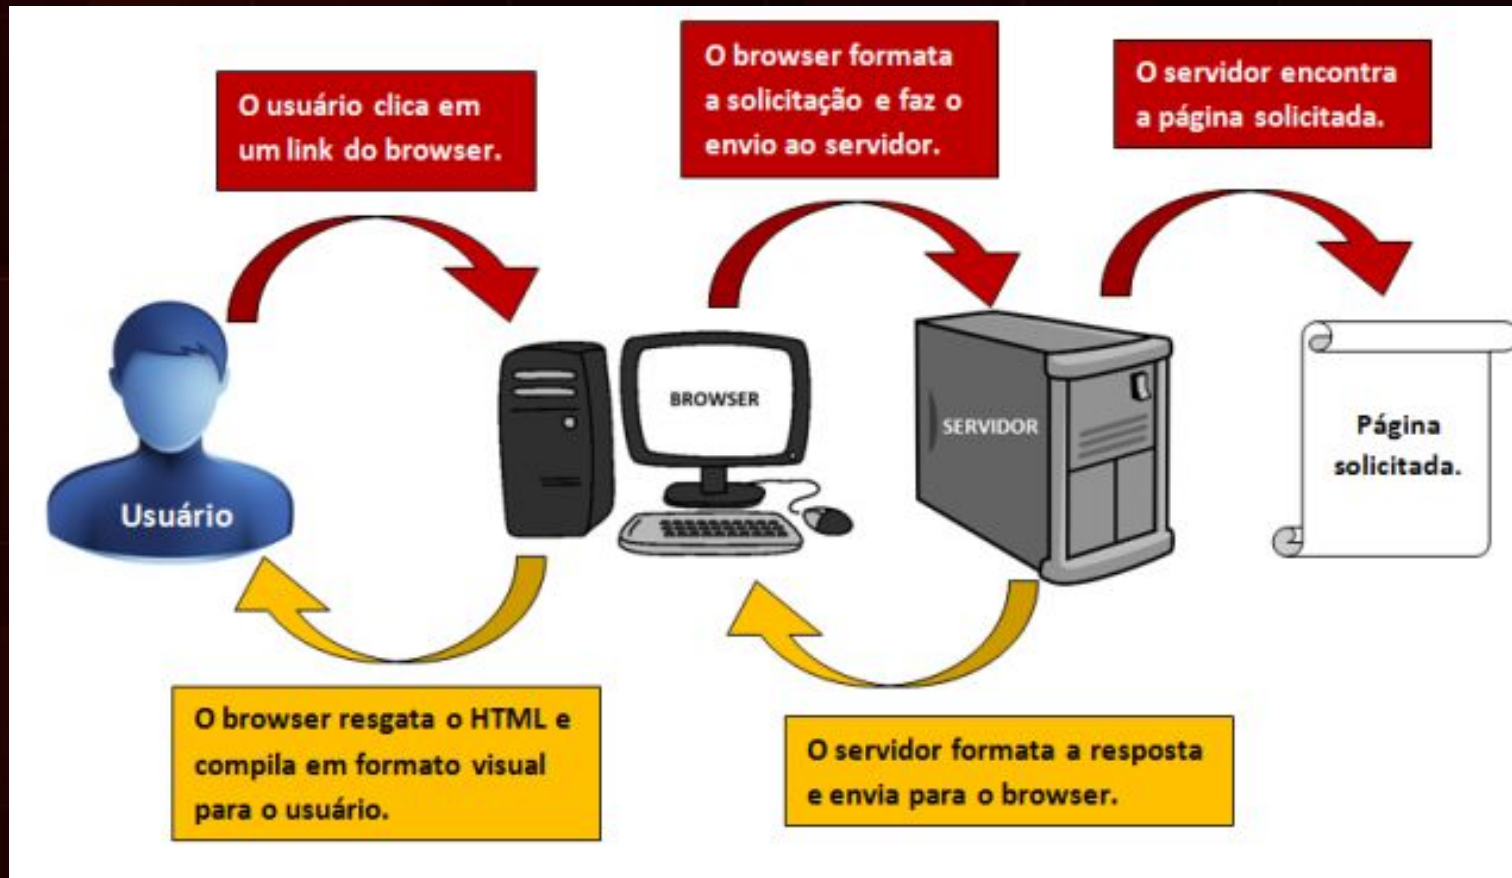 O usuário clica em
um link do browser.
O browser formata
a solicitação e faz o
envio ao servidor.
O servidor encontra
a página solicitada.
Usuário
BROWSER
SERVIDOR
Página
solicitada.
O browser resgata o HTML e
compila em formato visual
para o usuário.
O servidor formata a resposta
e envia para o browser.